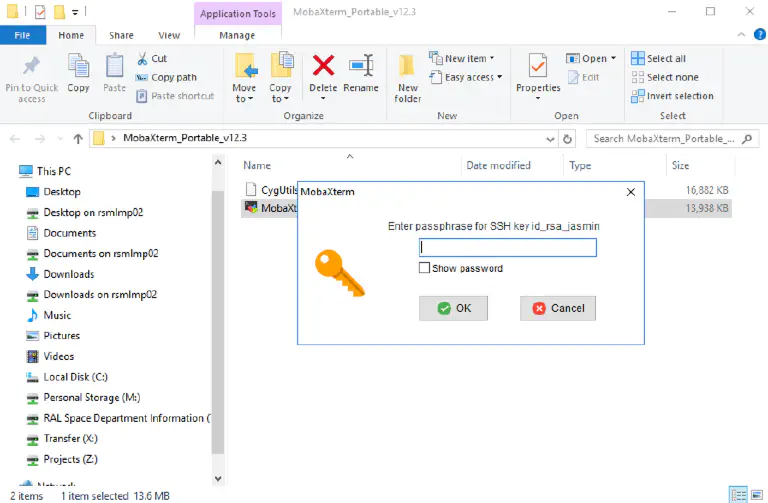 Application Tools
MobaXterm_Portable_v12.3
File
Home
Share
View
Manage
Pin to Quick access
Copy
Paste
Cut
Copy path
Paste shortcut
Clipboard
Move to
Copy to
Delete
Rename
Organize
New folder
New item
Easy access
New
Properties
Open
Edit
Open
Select all
Select none
Invert selection
Select
MobaXterm_Portable_v12.3
Search MobaXterm_Portable_...
Name
Date modified
Type
Size
CygUtils
16,882 KB
MobaXt
13,938 KB
This PC
Desktop
Desktop on rsmlmp02
Documents
Documents on rsmlmp02
Downloads
Downloads on rsmlmp02
Music
Pictures
Videos
Local Disk (C:)
Personal Storage (M:)
RAL Space Department Information (
Transfer (X:)
Projects (Z:)
Network
MobaXterm
Enter passphrase for SSH key id_rsa_jasmin
Show password
OK
Cancel
2 items
1 item selected 13.6 MB